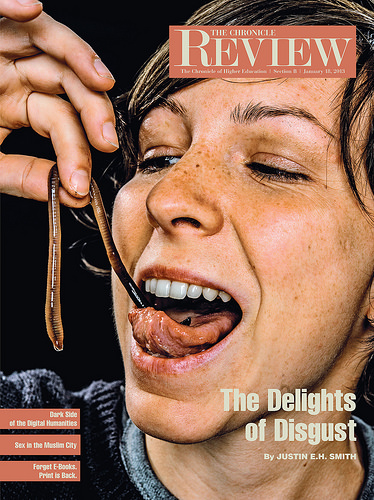 THE CHRONICLE
REVIEW
The Chronicle of Higher Education | Section B | January 18, 2013
The Delights
of Disgust
By JUSTIN E.H. SMITH
Dark Side
of the Digital Humanities
Sex in the Muslim City
Forget E-Books.
Print is Back.